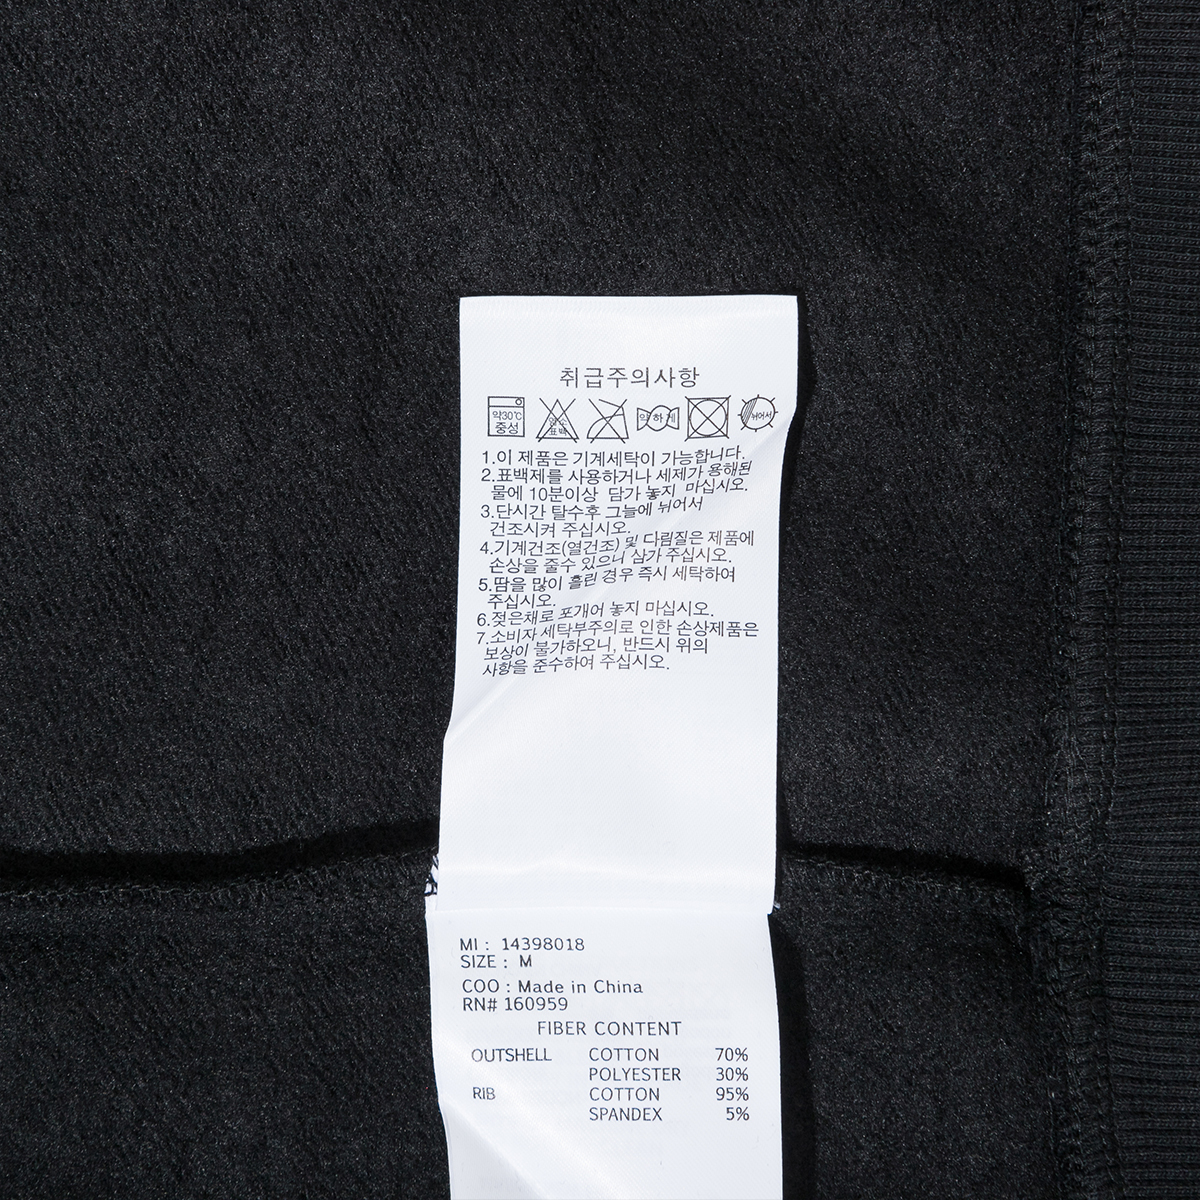 취급주의사항
약30℃ 중성 염소 표백 약하게 뉘어서
1.이 제품은 기계세탁이 가능합니다.
2.표백제를 사용하거나 세제가 용해된
물에 10분이상 담가 놓지 마십시오.
3.단시간 탈수후 그늘에 뉘어서
건조시켜 주십시오.
4.기계건조(열건조) 및 다림질은 제품에
손상을 줄수 있으니 삼가 주십시오.
5.땀을 많이 흘린 경우 즉시 세탁하여
주십시오.
6.젖은채로 포개어 놓지 마십시오.
7.소비자 세탁부주의로 인한 손상제품은
보상이 불가하오니, 반드시 위의
사항을 준수하여 주십시오.
MI : 14398018
SIZE : M
COO : Made in China
RN# 160959
FIBER CONTENT
OUTSHELL COTTON 70%
POLYESTER 30%
RIB COTTON 95%
SPANDEX 5%